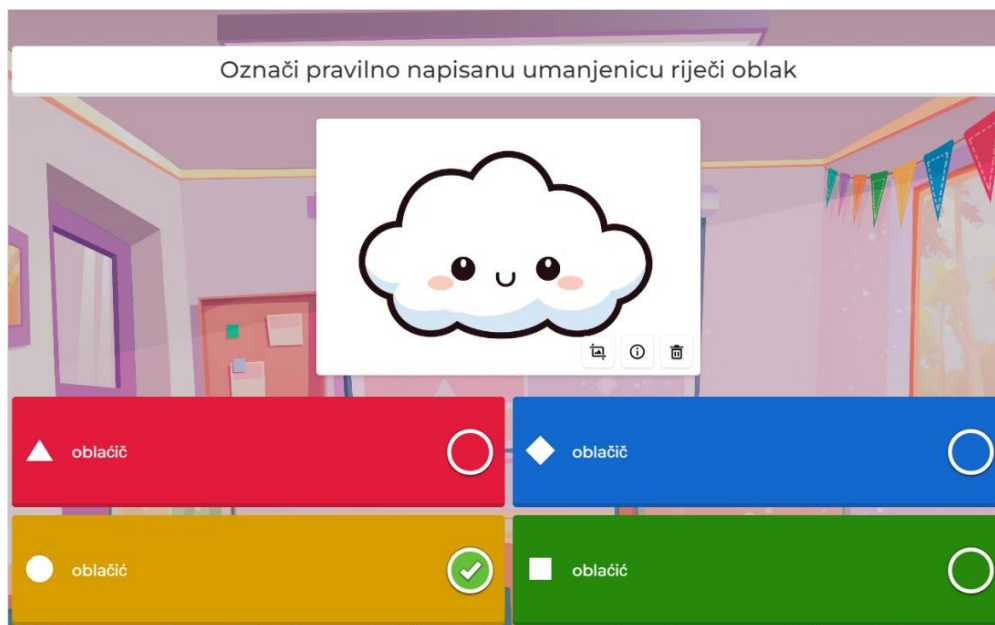 Označi pravilno napisanu umanjenicu riječi oblak
oblaćič
oblačič
oblačić
oblaćić